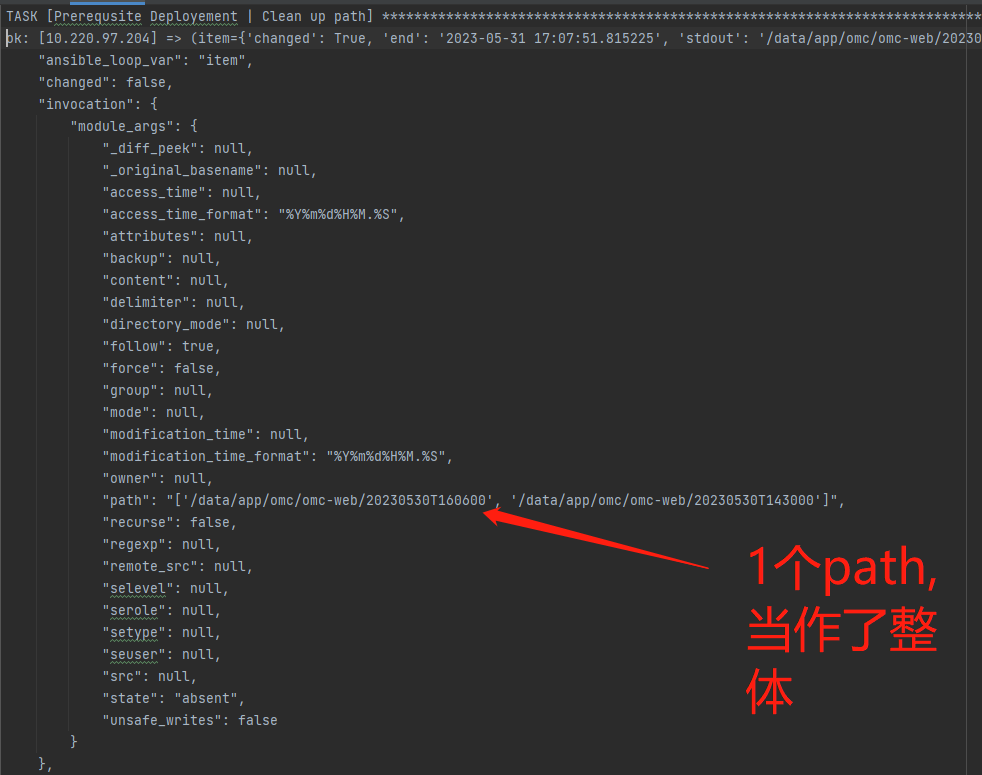 TASK [Prerequsite Deployement | Clean up path] ***************************************************************************
ok: [10.220.97.204] => (item={'changed': True, 'end': '2023-05-31 17:07:51.815225', 'stdout': '/data/app/omc/omc-web/20230
"ansible_loop_var": "item",
"changed": false,
"invocation": {
"module_args": {
"_diff_peek": null,
"_original_basename": null,
"access_time": null,
"access_time_format": "%Y%m%d%H%M.%S",
"attributes": null,
"backup": null,
"content": null,
"delimiter": null,
"directory_mode": null,
"follow": true,
"force": false,
"group": null,
"mode": null,
"modification_time": null,
"modification_time_format": "%Y%m%d%H%M.%S",
"owner": null,
"path": "['/data/app/omc/omc-web/20230530T160600', '/data/app/omc/omc-web/20230530T143000']",
"recurse": false,
"regexp": null,
"remote_src": null,
"selevel": null,
"serole": null,
"setype": null,
"seuser": null,
"src": null,
"state": "absent",
"unsafe_writes": false
}
},
1个path,
当作了整
体